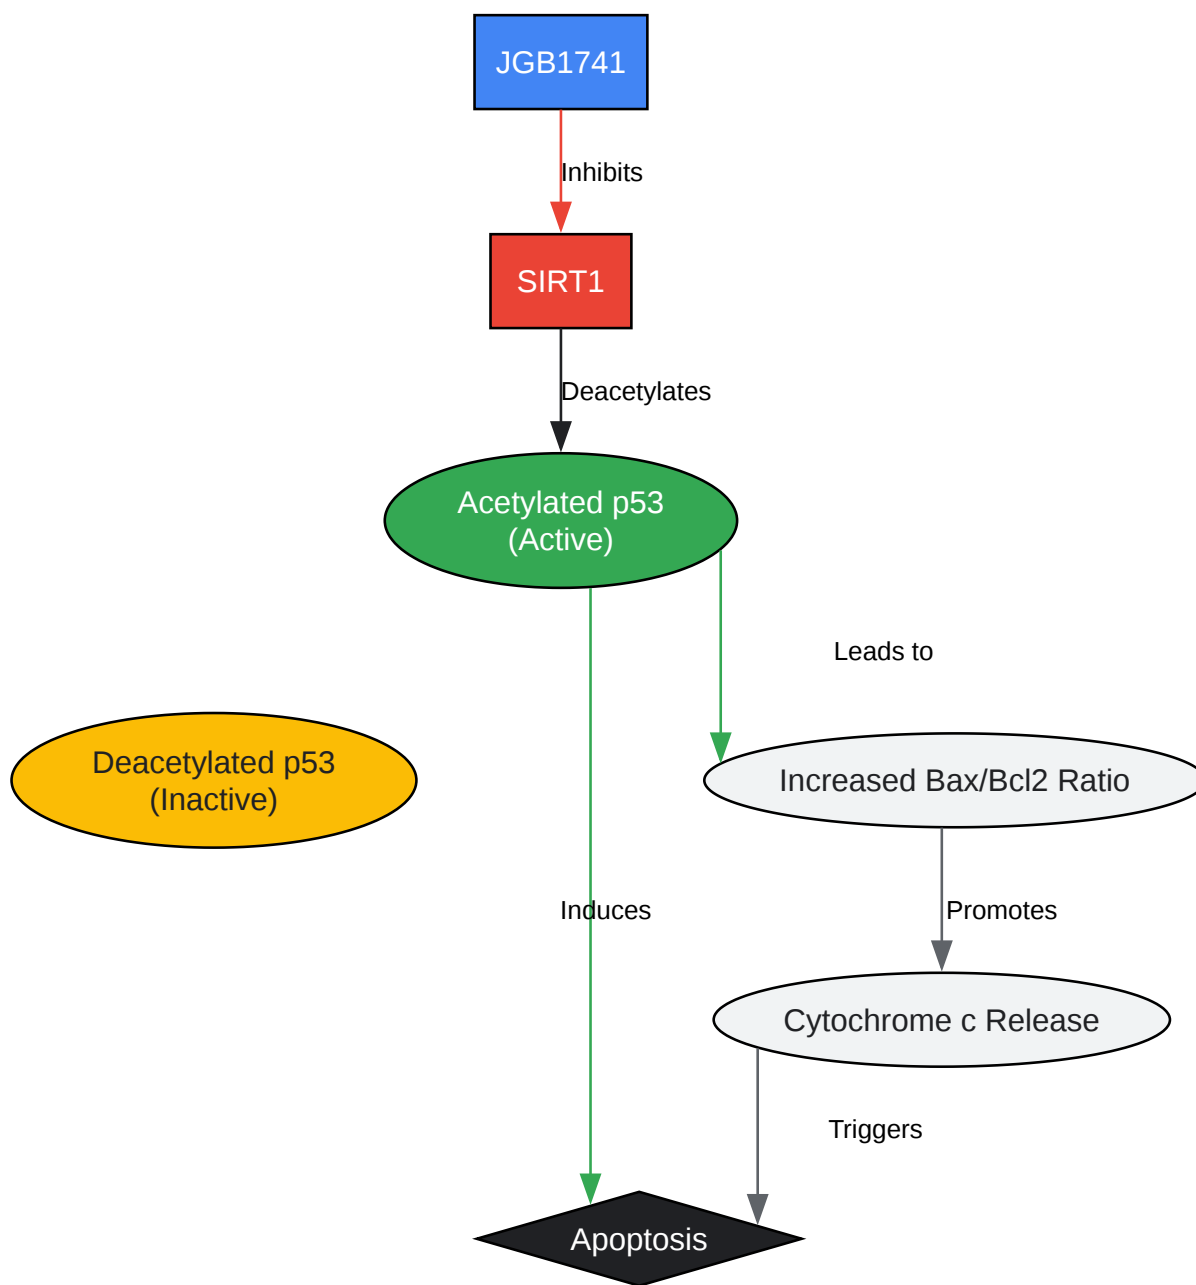 JGB1741
Inhibits
SIRT1
Deacetylates
Acetylated p53
(Active)
Leads to
Deacetylated p53
(Inactive)
Increased Bax/Bcl2 Ratio
Induces
Promotes
Cytochrome c Release
Triggers
Apoptosis